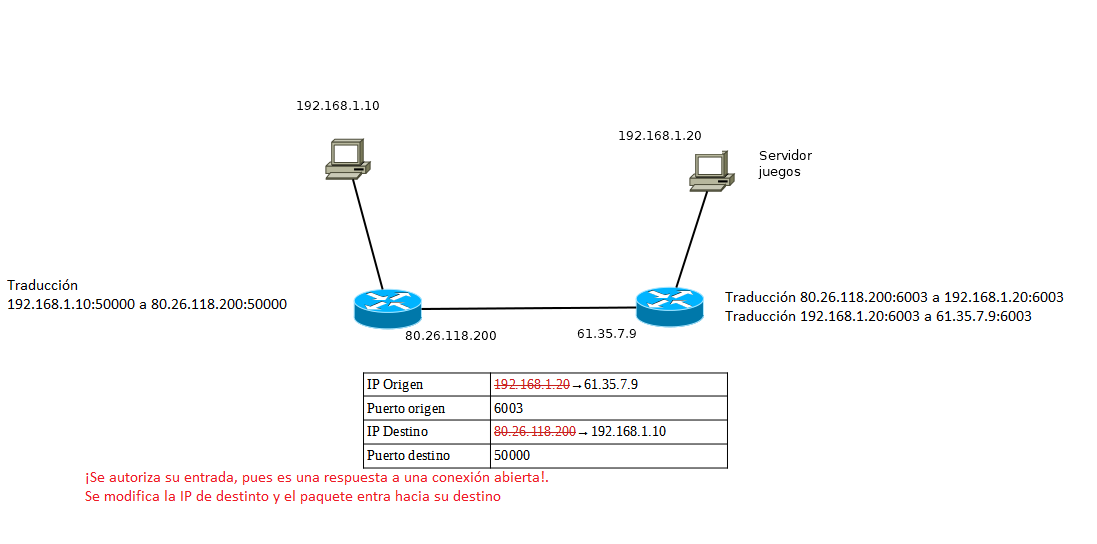 192.168.1.10
192.168.1.20
Servidor
juegos
Traducción
192.168.1.10:50000 a 80.26.118.200:50000
Traducción 80.26.118.200:6003 a 192.168.1.20:6003
Traducción 192.168.1.20:6003 a 61.35.7.9:6003
80.26.118.200
61.35.7.9
IP Origen 192.168.1.20→61.35.7.9
Puerto origen 6003
IP Destino 80.26.118.200→192.168.1.10
Puerto destino 50000
¡Se autoriza su entrada, pues es una respuesta a una conexión abierta!.
Se modifica la IP de destinto y el paquete entra hacia su destino